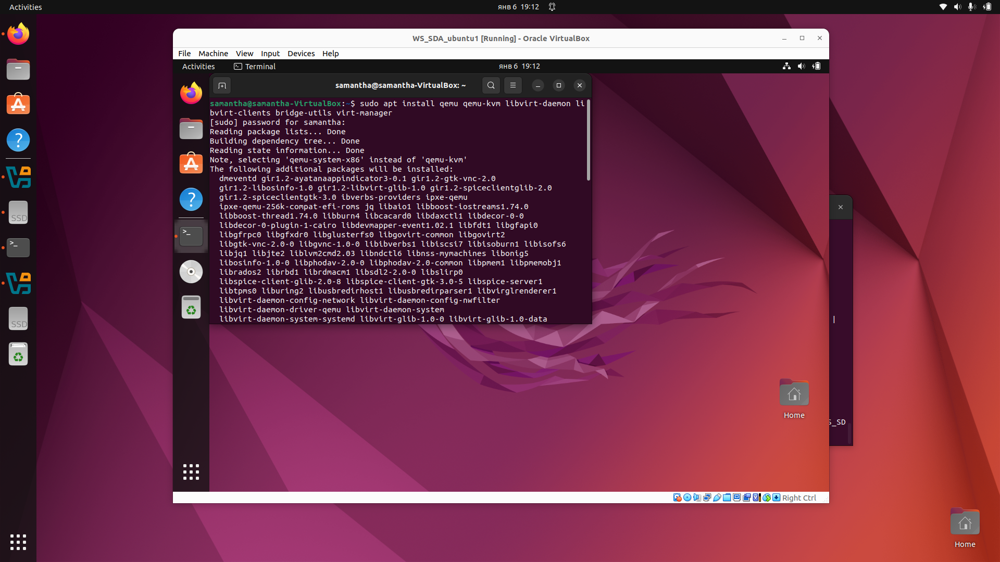 Activities
янв 6 19:12
WS_SDA_ubuntu1 [Running] - Oracle VirtualBox
File Machine View Input Devices Help
Activities
Terminal
янв 6 19:12
samantha@samantha-VirtualBox: ~
samantha@samantha-VirtualBox:~$ sudo apt install qemu qemu-kvm libvirt-daemon li
bvirt-clients bridge-utils virt-manager
[sudo] password for samantha:
Reading package lists... Done
Building dependency tree... Done
Reading state information... Done
Note, selecting 'qemu-system-x86' instead of 'qemu-kvm'
The following additional packages will be installed:
dmeventd gir1.2-ayatanaappindicator3-0.1 gir1.2-gtk-vnc-2.0
gir1.2-libosinfo-1.0 gir1.2-libvirt-glib-1.0 gir1.2-spiceclientglib-2.0
gir1.2-spiceclientgtk-3.0 ibverbs-providers ipxe-qemu
ipxe-qemu-256k-compat-efi-roms jq libaio1 libboost-iostreams1.74.0
libboost-thread1.74.0 libburn4 libcacard0 libdaxctl1 libdecor-0-0
libdecor-0-plugin-1-cairo libdevmapper-event1.02.1 libfdt1 libgfapi0
libgfrpc0 libgfxdr0 libglusterfs0 libgovirt-common libgovirt2
libgtk-vnc-2.0-0 libgvnc-1.0-0 libibverbs1 libiscsi7 libisoburn1 libisofs6
libjq1 libjte2 liblvm2cmd2.03 libndctl6 libnss-mymachines libonig5
libosinfo-1.0-0 libphodav-2.0-0 libphodav-2.0-common libpmem1 libpmemobj1
librados2 librbd1 librdmacm1 libsdl2-2.0-0 libslirp0
libspice-client-glib-2.0-8 libspice-client-gtk-3.0-5 libspice-server1
libtpms0 liburing2 libusbredirhost1 libusbredirparser1 libvirglrenderer1
libvirt-daemon-config-network libvirt-daemon-config-nwfilter
libvirt-daemon-driver-qemu libvirt-daemon-system
libvirt-daemon-system-systemd libvirt-glib-1.0-0 libvirt-glib-1.0-data
SSD
SSD
|
S_SD
Home
Right Ctrl
Home